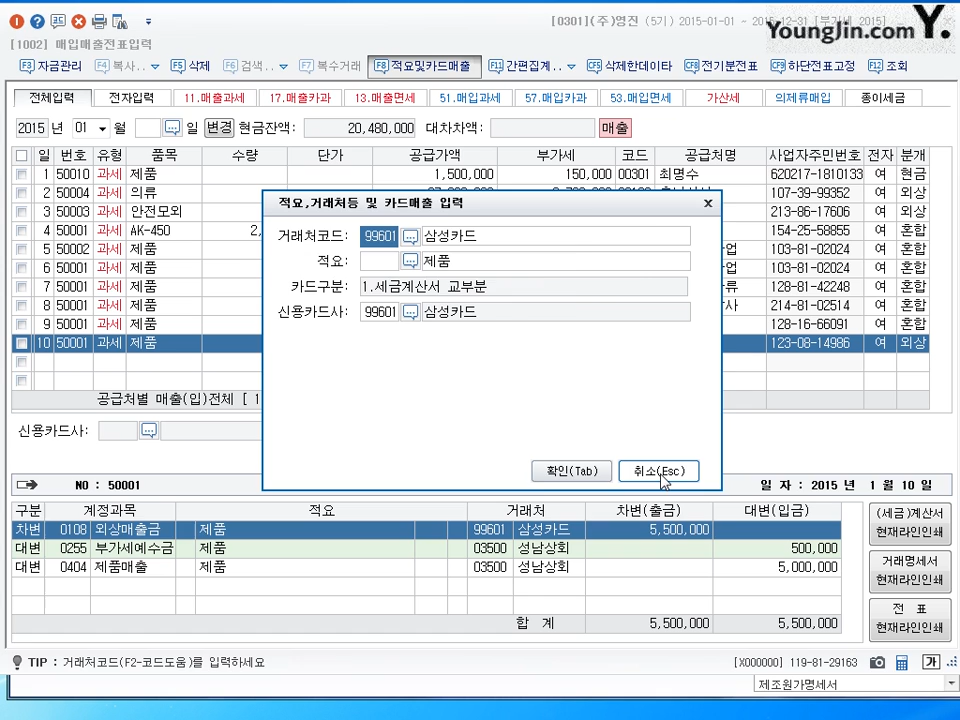 [0301](주)영진 (5기) 2015-01-01 ~ 2015-12-31 [부가세 2015]
YoungJin.com Y.
[1002] 매입매출전표입력
F3 자금관리 F4 복사.. F5 삭제 F6 검색.. F7 복수거래 F8 적요및카드매출 F11 간편집계.. CF5 삭제한데이타 CF8 전기분전표 CF9 하단전표고정 F12 조회
전체입력 전자입력 11.매출과세 17.매출카과 13.매출면세 51.매입과세 57.매입카과 53.매입면세 가산세 의제류매입 종이세금
2015 년 01 월 일 변경 현금잔액: 20,480,000 대차차액: 매출
일 번호 유형 품목 수량 단가 공급가액 부가세 코드 공급처명 사업자주민번호 전자 분개
1 50010 과세 제품 1,500,000 150,000 00301 최명수 620217-1810133 여 현금
2 50004 과세 의류 107-39-99352 여 외상
3 50003 과세 안전모외 213-86-17606 여 외상
4 50001 과세 AK-450 2, 154-25-58855 여 혼합
5 50002 과세 제품 업 103-81-02024 여 혼합
6 50001 과세 제품 업 103-81-02024 여 혼합
7 50001 과세 제품 류 128-81-42248 여 혼합
8 50001 과세 제품 사 214-81-02514 여 혼합
9 50001 과세 제품 128-16-66091 여 혼합
10 50001 과세 제품 123-08-14986 여 외상
공급처별 매출(입)전체 [ 1
신용카드사:
적요,거래처등 및 카드매출 입력 x
거래처코드: 99601 삼성카드
적요: 제품
카드구분: 1.세금계산서 교부분
신용카드사: 99601 삼성카드
확인(Tab) 취소(Esc)
NO : 50001 일 자 : 2015 년 1 월 10 일
구분 계정과목 적요 거래처 차변(출금) 대변(입금)
차변 0108 외상매출금 제품 99601 삼성카드 5,500,000
대변 0255 부가세예수금 제품 03500 성남상회 500,000
대변 0404 제품매출 제품 03500 성남상회 5,000,000
합 계 5,500,000 5,500,000
(세금)계산서
현재라인인쇄
거래명세서
현재라인인쇄
전 표
현재라인인쇄
TIP : 거래처코드(F2-코드도움)를 입력하세요 [X000000] 119-81-29163 가
제조원가명세서